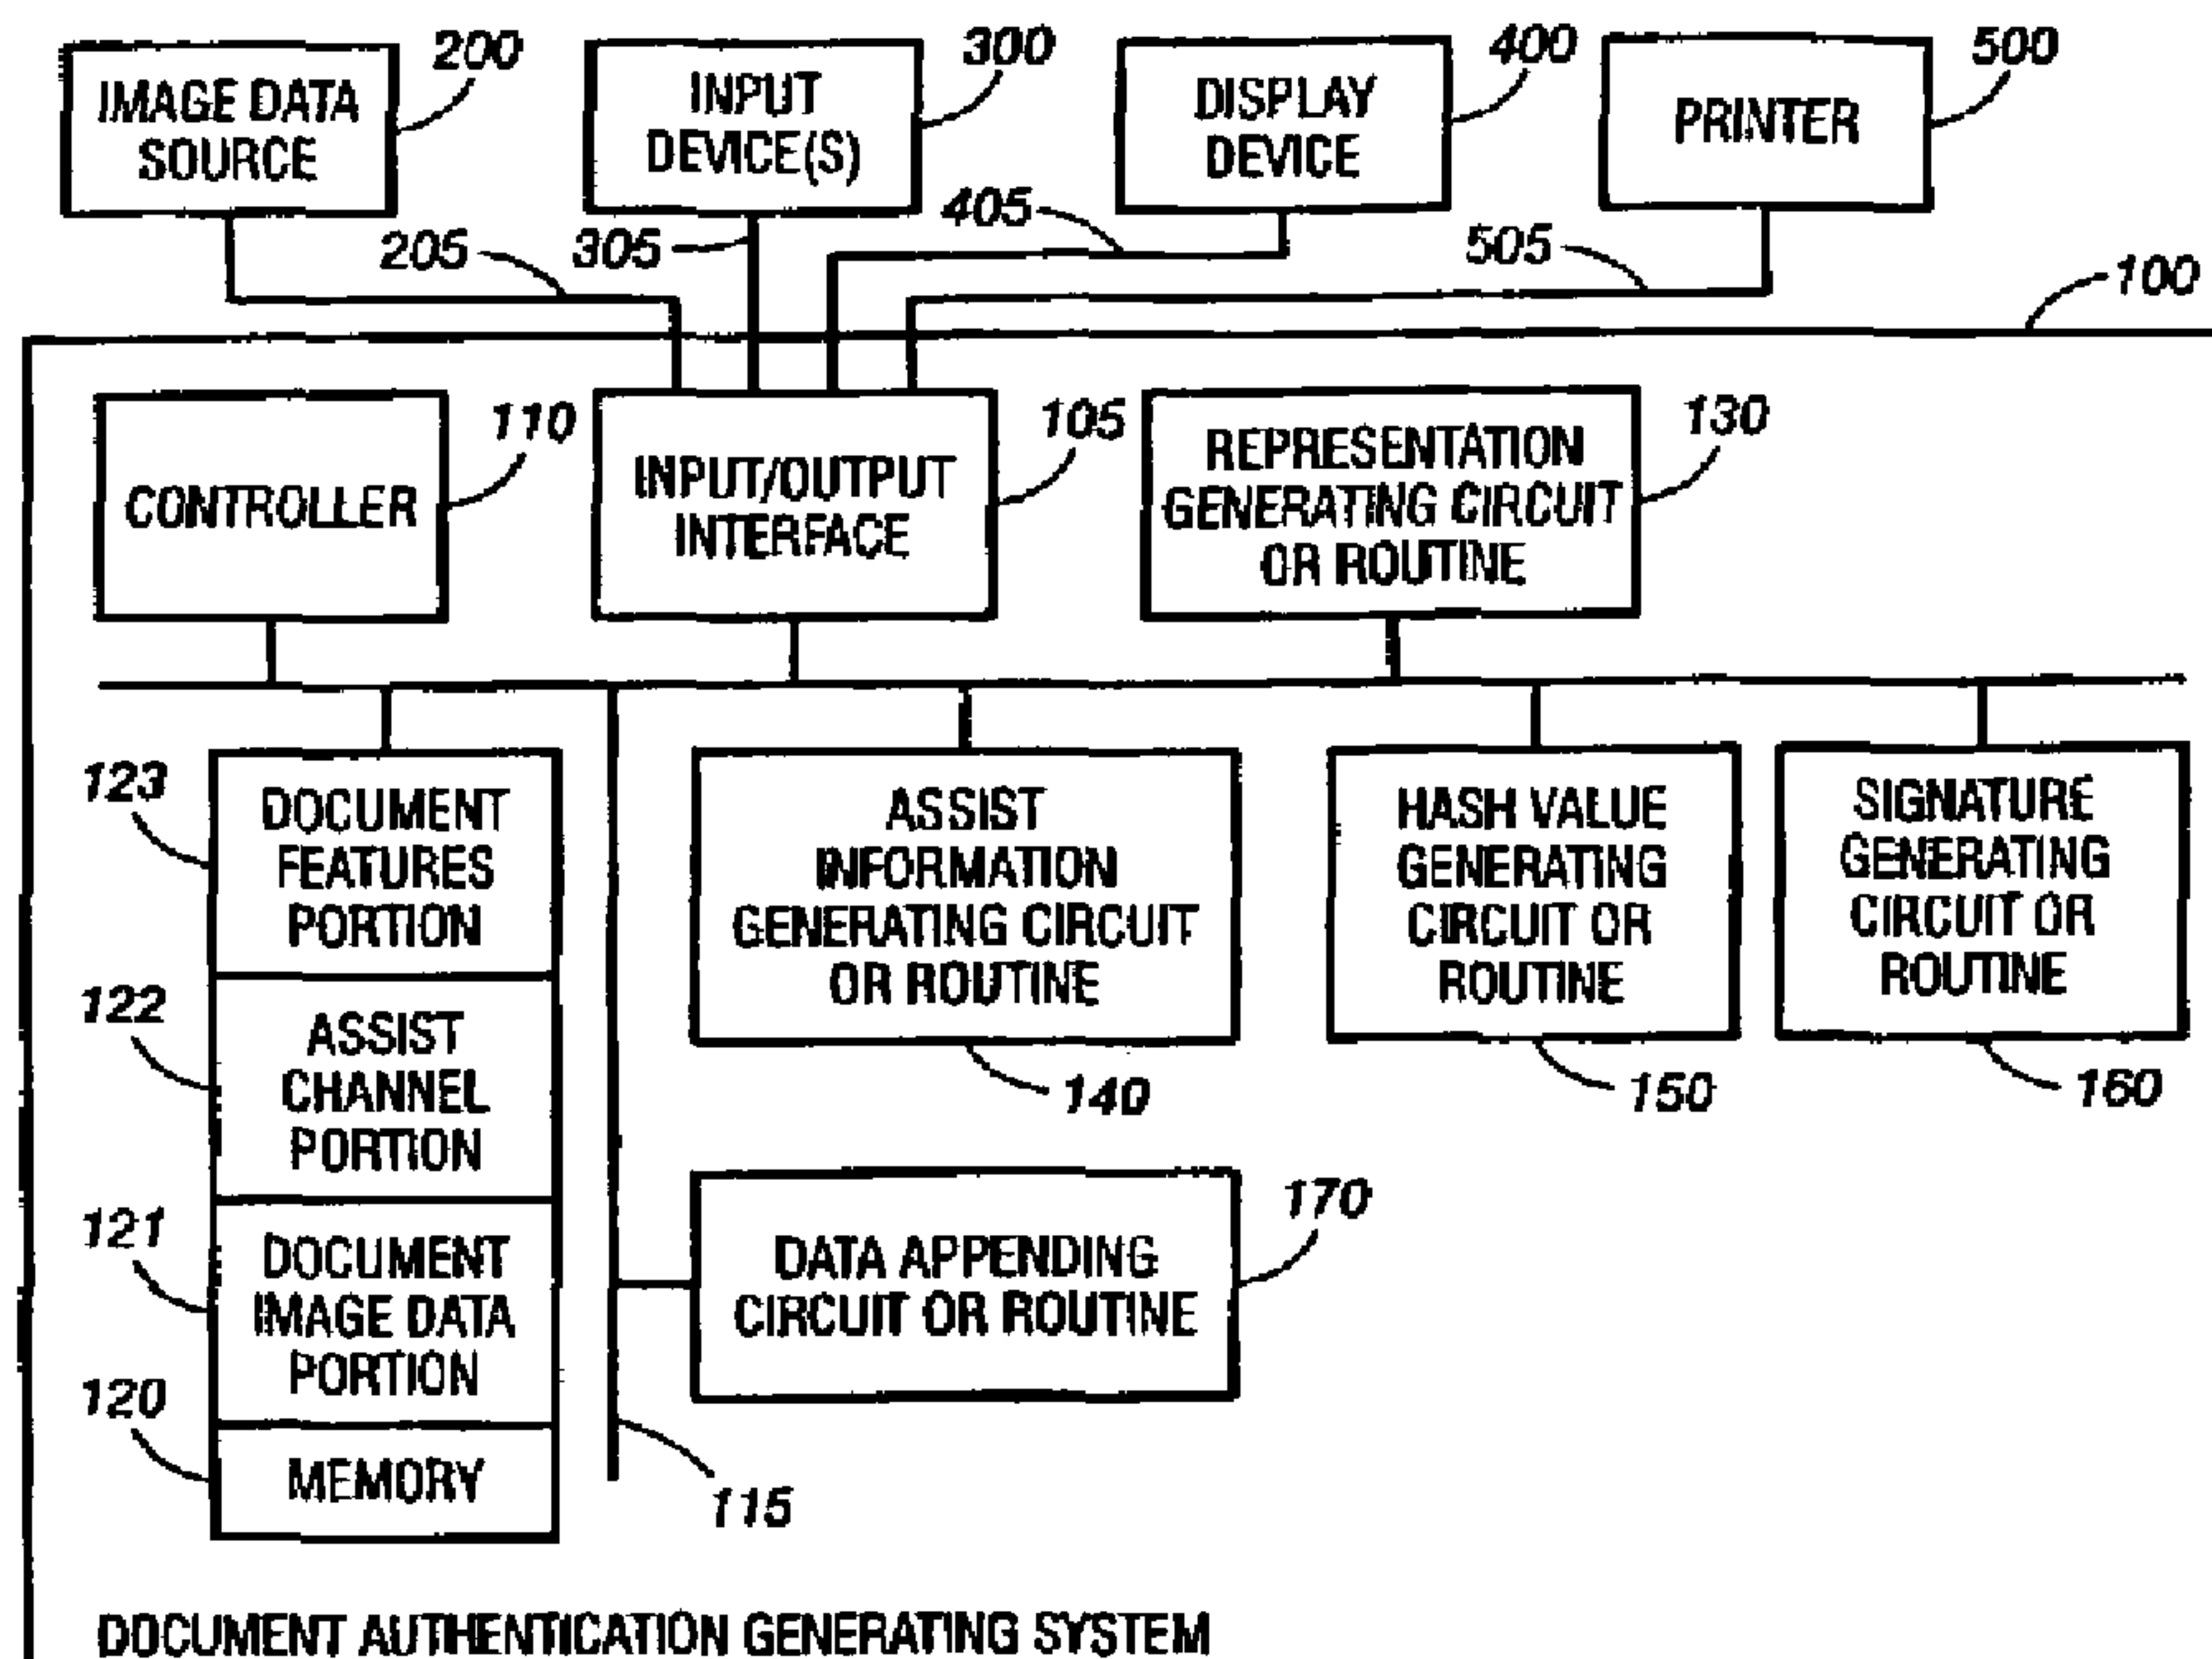 200
300
400
500
IMAGE DATA
SOURCE
INPUT
DEVICE(S)
DISPLAY
DEVICE
PRINTER
205
305
405
505
100
110
105
130
CONTROLLER
INPUT/OUTPUT
INTERFACE
REPRESENTATION
GENERATING CIRCUIT
OR ROUTINE
123
DOCUMENT
FEATURES
PORTION
122
ASSIST
CHANNEL
PORTION
121
DOCUMENT
IMAGE DATA
PORTION
120
MEMORY
115
ASSIST
INFORMATION
GENERATING CIRCUIT
OR ROUTINE
140
HASH VALUE
GENERATING
CIRCUIT OR
ROUTINE
150
SIGNATURE
GENERATING
CIRCUIT OR
ROUTINE
160
DATA APPENDING
CIRCUIT OR ROUTINE
170
DOCUMENT AUTHENTICATION GENERATING SYSTEM